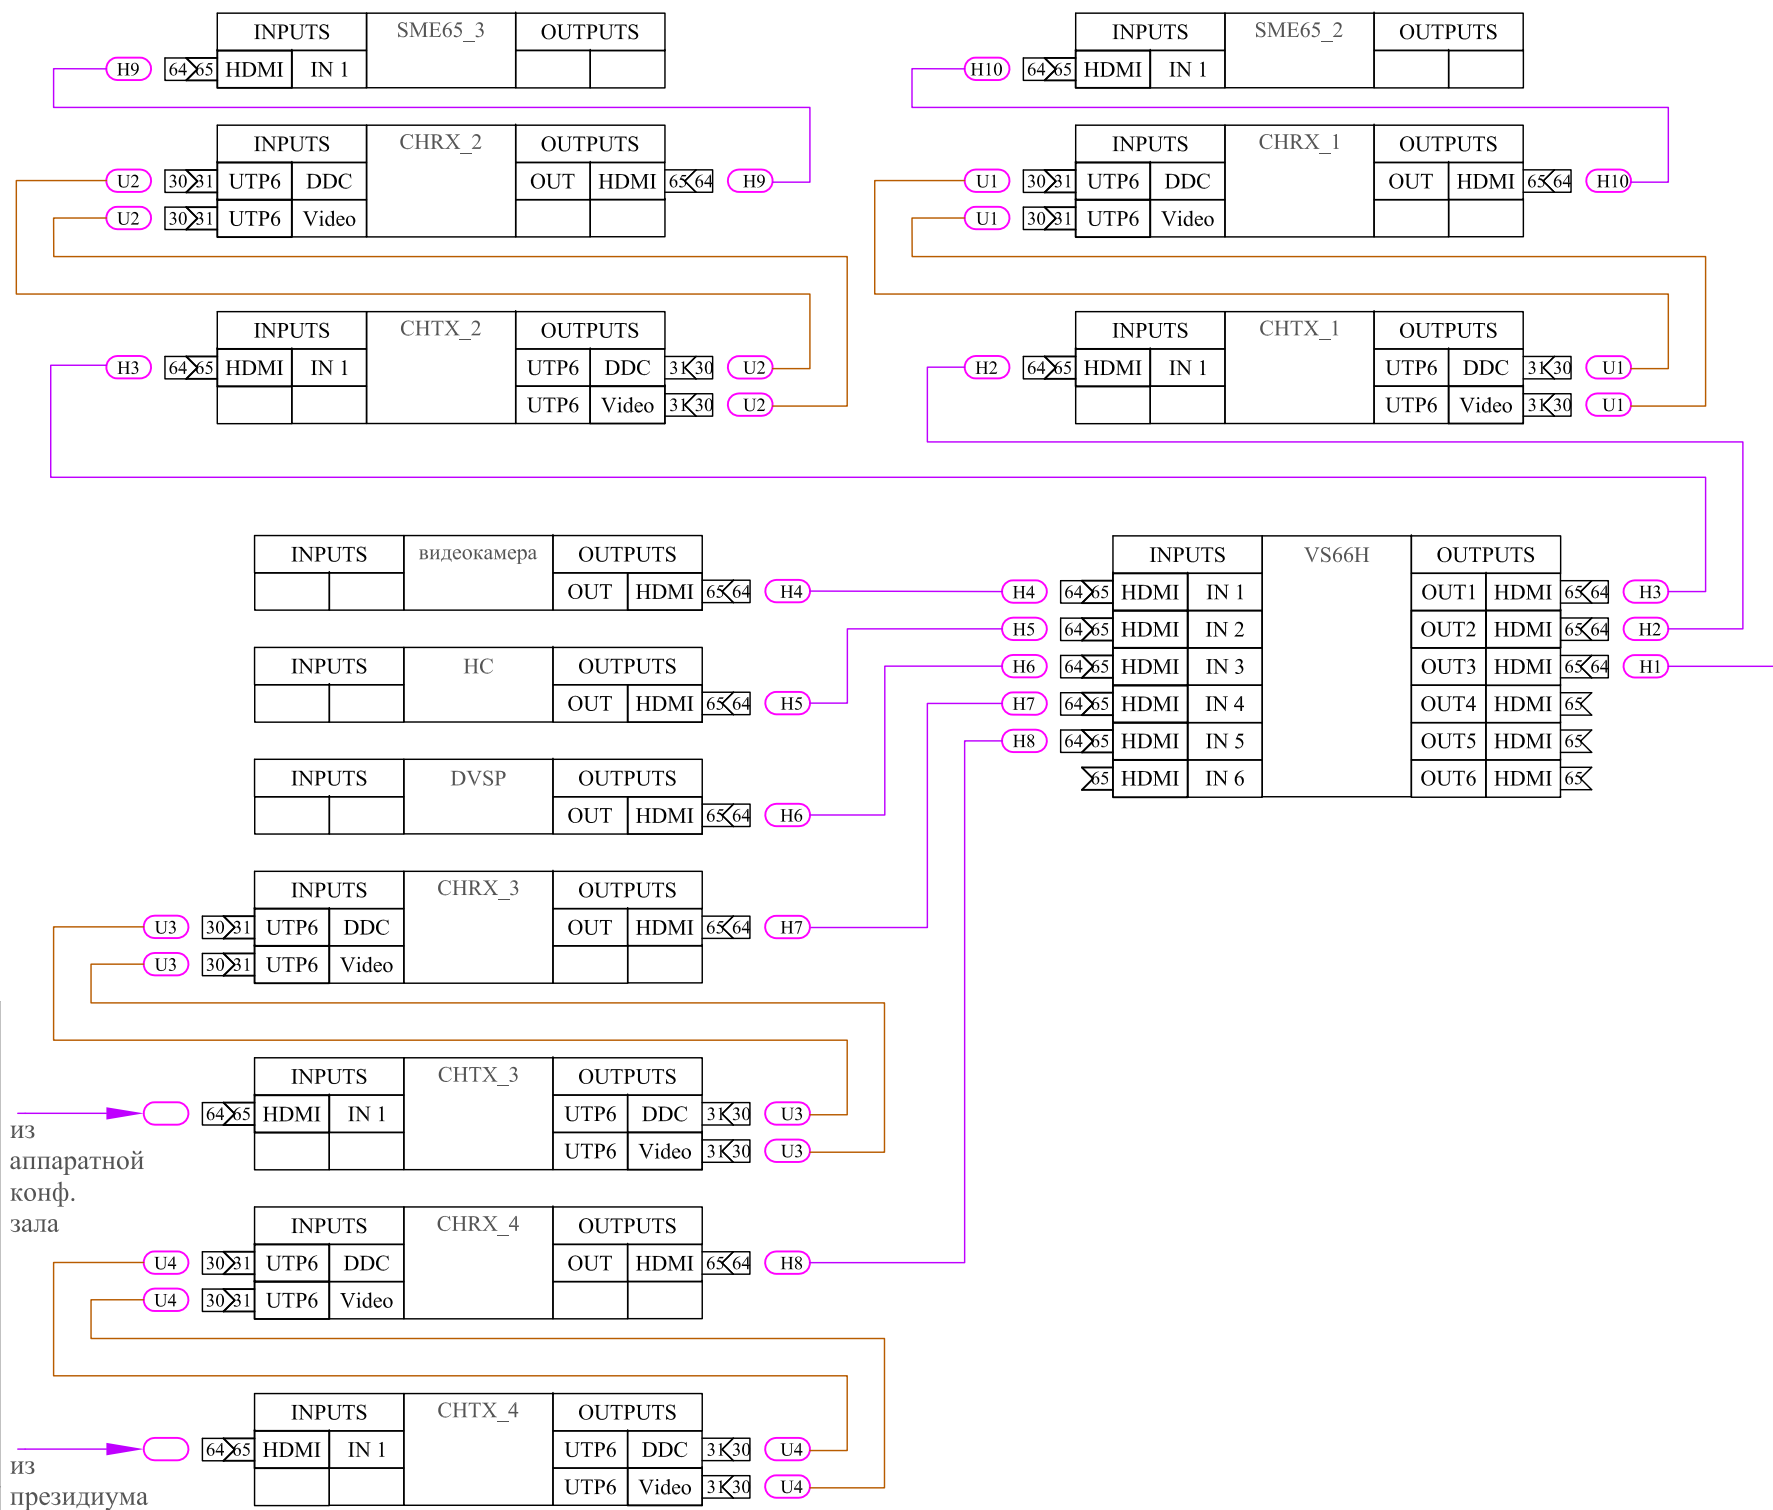 INPUTS SME65_3 OUTPUTS
H9 64 65 HDMI IN 1
INPUTS SME65_2 OUTPUTS
H10 64 65 HDMI IN 1
INPUTS CHRX_2 OUTPUTS
U2 30 31 UTP6 DDC OUT HDMI 65 64 H9
U2 30 31 UTP6 Video
INPUTS CHRX_1 OUTPUTS
U1 30 31 UTP6 DDC OUT HDMI 65 64 H10
U1 30 31 UTP6 Video
INPUTS CHTX_2 OUTPUTS
H3 64 65 HDMI IN 1 UTP6 DDC 31 30 U2
UTP6 Video 31 30 U2
INPUTS CHTX_1 OUTPUTS
H2 64 65 HDMI IN 1 UTP6 DDC 31 30 U1
UTP6 Video 31 30 U1
INPUTS видеокамера OUTPUTS
OUT HDMI 65 64 H4
INPUTS HC OUTPUTS
OUT HDMI 65 64 H5
INPUTS DVSP OUTPUTS
OUT HDMI 65 64 H6
INPUTS VS66H OUTPUTS
H4 64 65 HDMI IN 1 OUT1 HDMI 65 64 H3
H5 64 65 HDMI IN 2 OUT2 HDMI 65 64 H2
H6 64 65 HDMI IN 3 OUT3 HDMI 65 64 H1
H7 64 65 HDMI IN 4 OUT4 HDMI 65
H8 64 65 HDMI IN 5 OUT5 HDMI 65
65 HDMI IN 6 OUT6 HDMI 65
INPUTS CHRX_3 OUTPUTS
U3 30 31 UTP6 DDC OUT HDMI 65 64 H7
U3 30 31 UTP6 Video
INPUTS CHTX_3 OUTPUTS
64 65 HDMI IN 1 UTP6 DDC 31 30 U3
UTP6 Video 31 30 U3
из
аппаратной
конф.
зала
INPUTS CHRX_4 OUTPUTS
U4 30 31 UTP6 DDC OUT HDMI 65 64 H8
U4 30 31 UTP6 Video
INPUTS CHTX_4 OUTPUTS
64 65 HDMI IN 1 UTP6 DDC 31 30 U4
UTP6 Video 31 30 U4
из
президиума